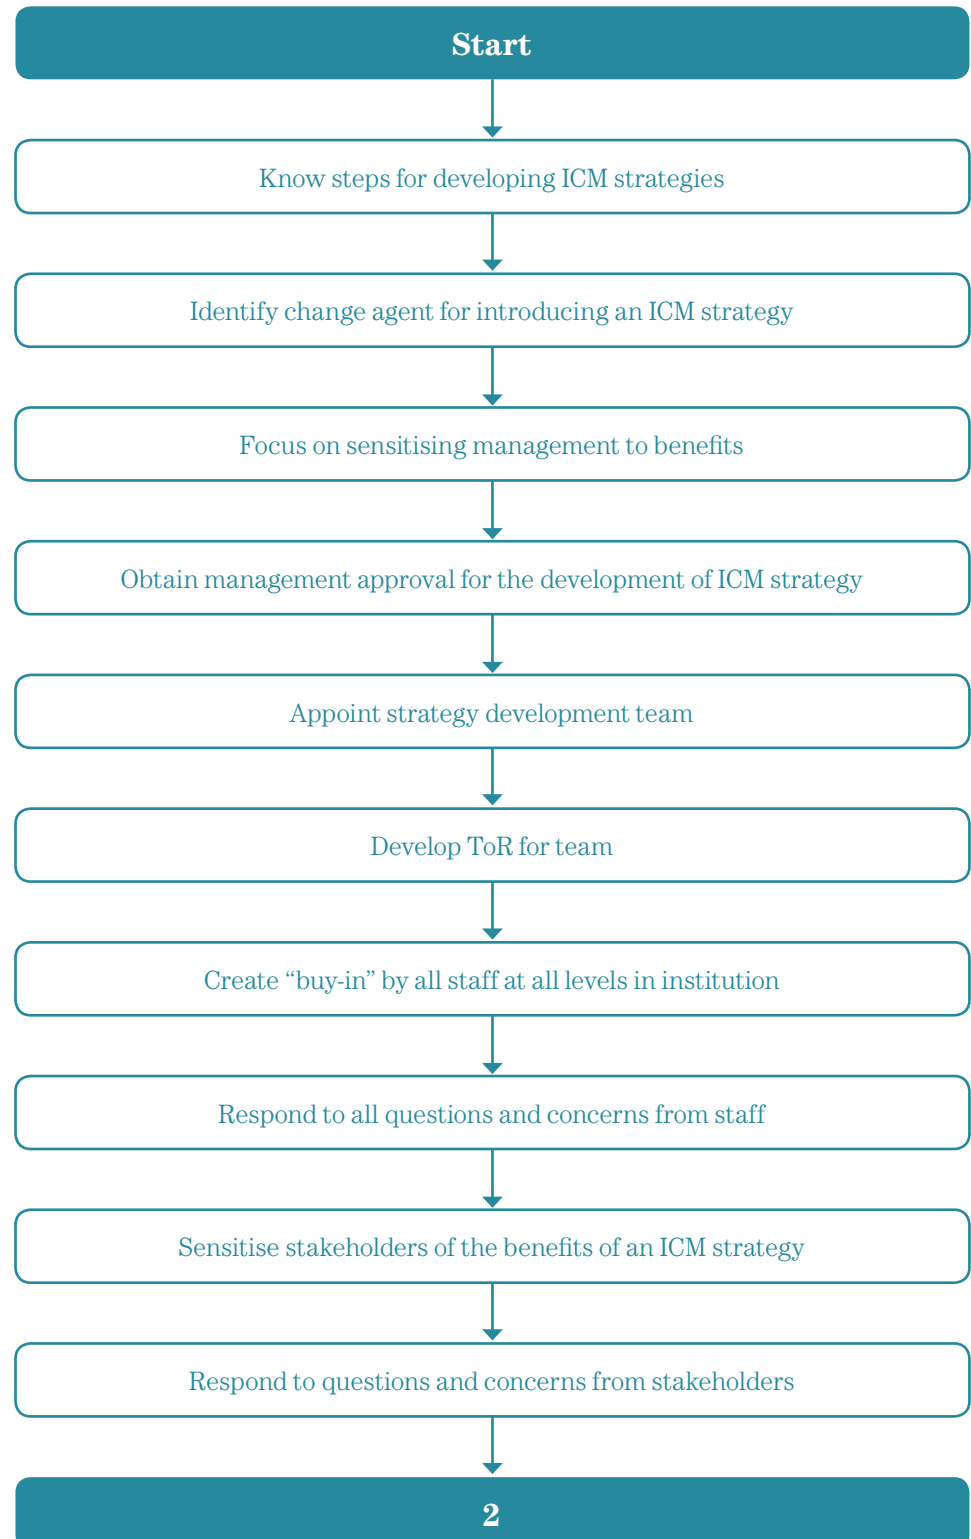 Start
Know steps for developing ICM strategies
Identify change agent for introducing an ICM strategy
Focus on sensitising management to benefits
Obtain management approval for the development of ICM strategy
Appoint strategy development team
Develop ToR for team
Create “buy-in” by all staff at all levels in institution
Respond to all questions and concerns from staff
Sensitise stakeholders of the benefits of an ICM strategy
Respond to questions and concerns from stakeholders
2